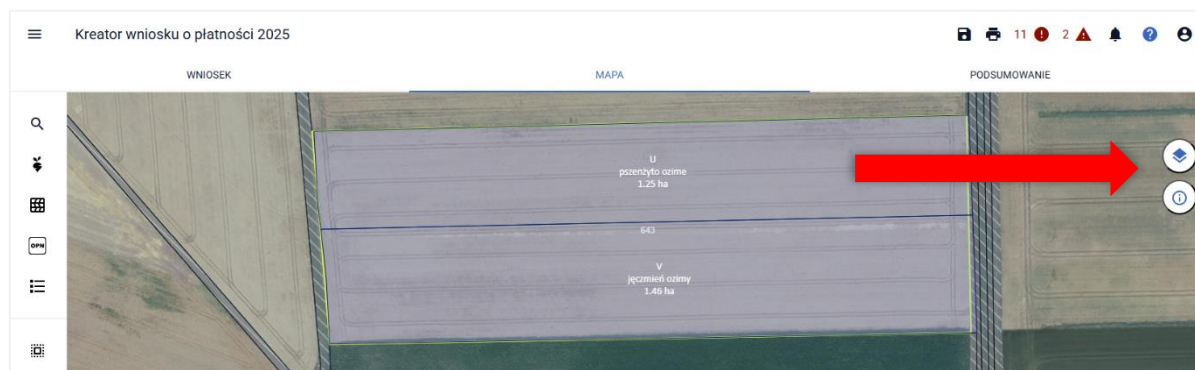 Kreator wniosku o płatności 2025
11 2
WNIOSEK MAPA PODSUMOWANIE
U
pszenżyto ozime
1.25 ha
643
V
jęczmień ozimy
1.46 ha
OPN